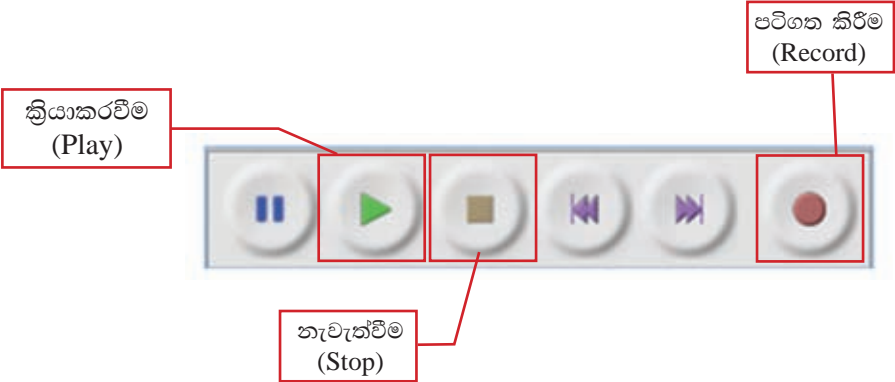 පටිගත කිරීම
(Record)
ක්‍රියාකරවීම
(Play)
නැවැත්වීම
(Stop)